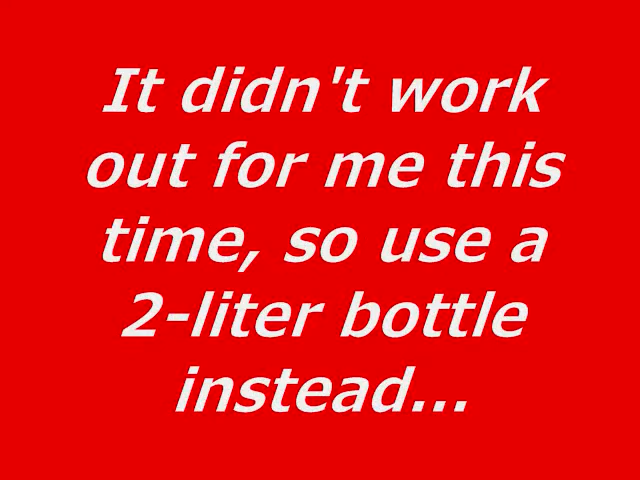 It didn't work
out for me this
time, so use a
2-liter bottle
instead...